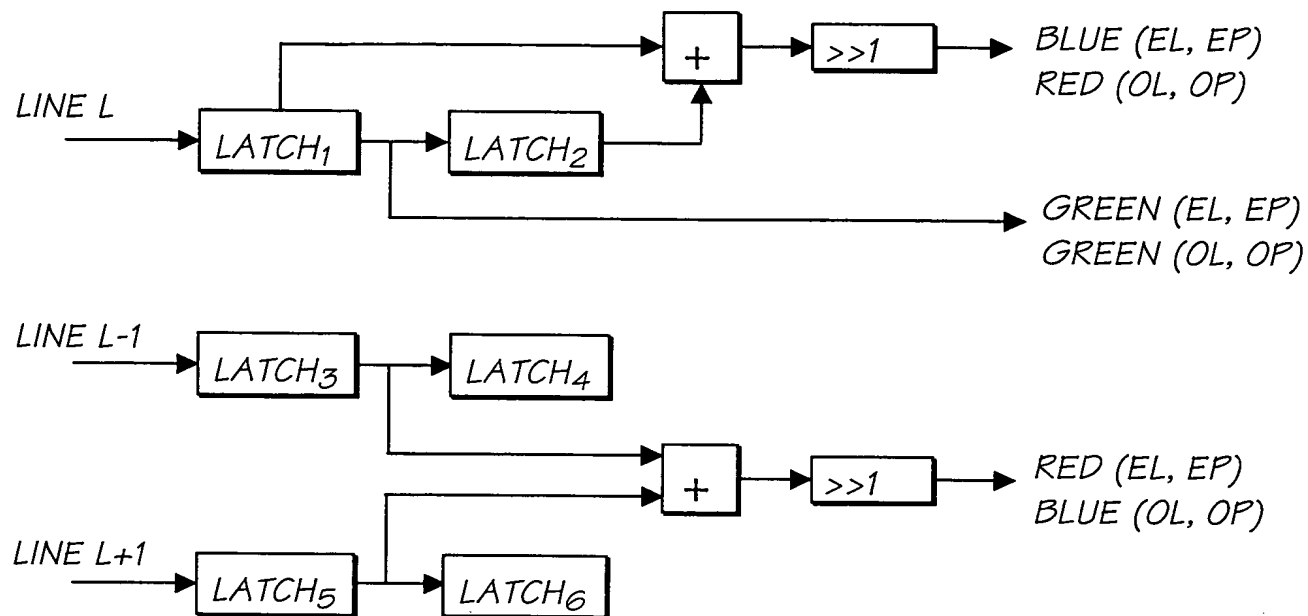 +
>>1
BLUE (EL, EP)
RED (OL, OP)
LINE L
LATCH1
LATCH2
GREEN (EL, EP)
GREEN (OL, OP)
LINE L-1
LATCH3
LATCH4
+
>>1
RED (EL, EP)
BLUE (OL, OP)
LINE L+1
LATCH5
LATCH6